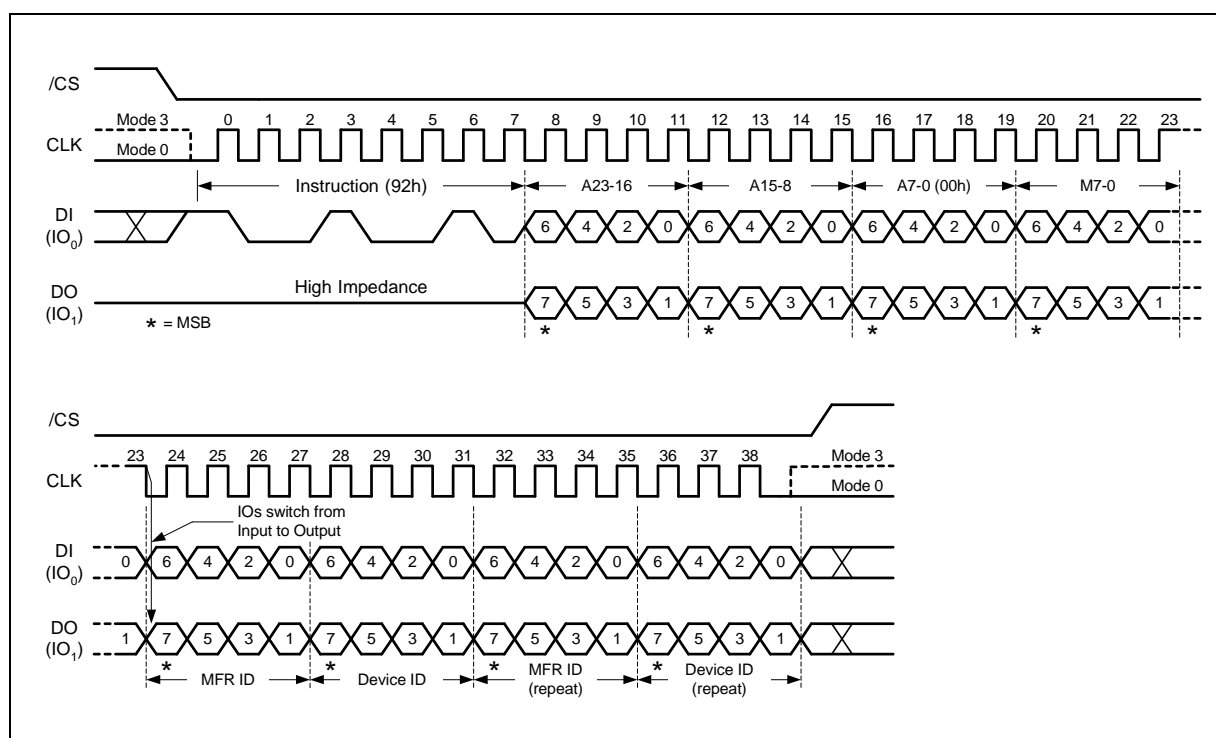 /CS
Mode 3
0 1 2 3 4 5 6 7 8 9 10 11 12 13 14 15 16 17 18 19 20 21 22 23
CLK
Mode 0
Instruction (92h) A23-16 A15-8 A7-0 (00h) M7-0
DI
(IO0)
6 4 2 0 6 4 2 0 6 4 2 0 6 4 2 0
High Impedance
DO
(IO1)
7 5 3 1 7 5 3 1 7 5 3 1 7 5 3 1
* = MSB
* * * *
/CS
23 24 25 26 27 28 29 30 31 32 33 34 35 36 37 38
Mode 3
CLK
Mode 0
IOs switch from
Input to Output
DI
(IO0)
0 6 4 2 0 6 4 2 0 6 4 2 0 6 4 2 0
DO
(IO1)
1 7 5 3 1 7 5 3 1 7 5 3 1 7 5 3 1
* * * *
MFR ID Device ID MFR ID (repeat) Device ID (repeat)